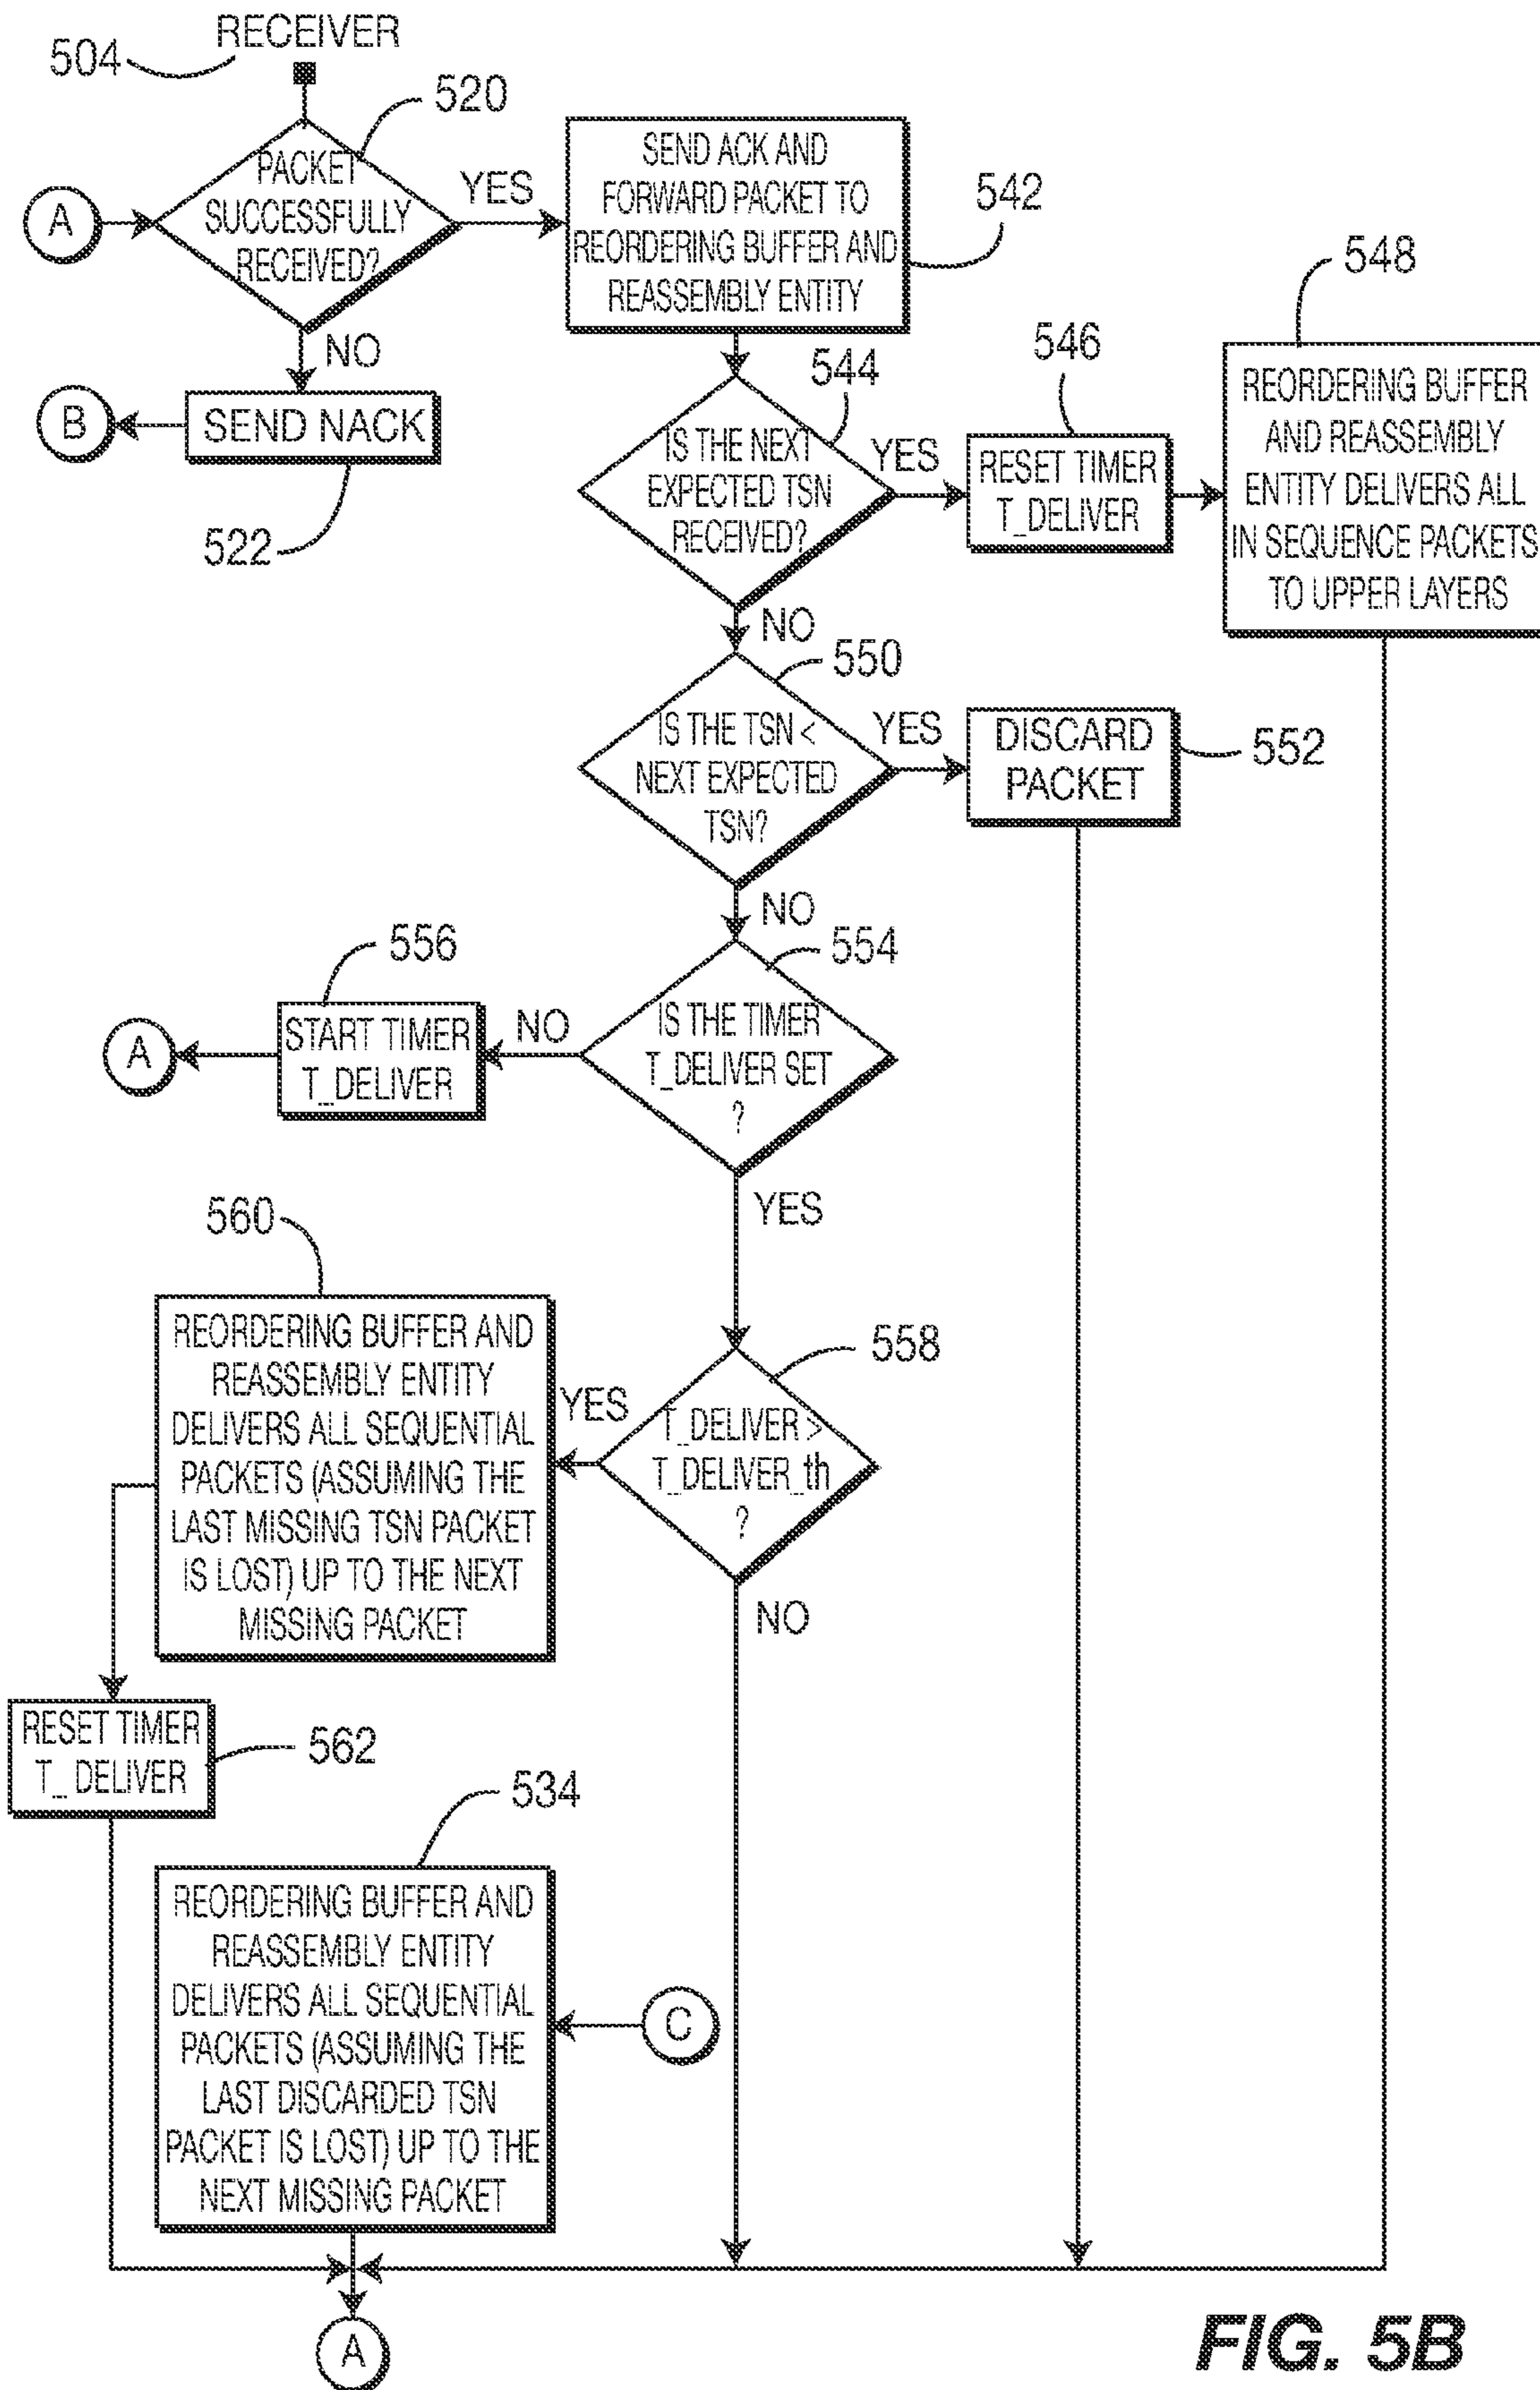 RECEIVER
504
520
PACKET
SUCCESSFULLY
RECEIVED?
A
YES
SEND ACK AND
FORWARD PACKET TO
REORDERING BUFFER AND
REASSEMBLY ENTITY
542
NO
B
SEND NACK
522
544
IS THE NEXT
EXPECTED TSN
RECEIVED?
YES
546
RESET TIMER
T_DELIVER
548
REORDERING BUFFER
AND REASSEMBLY
ENTITY DELIVERS ALL
IN SEQUENCE PACKETS
TO UPPER LAYERS
NO
550
IS THE TSN <
NEXT EXPECTED
TSN?
YES
DISCARD
PACKET
552
NO
554
IS THE TIMER
T_DELIVER SET
?
NO
556
START TIMER
T_DELIVER
A
YES
558
T_DELIVER >
T_DELIVER_th
?
YES
560
REORDERING BUFFER AND
REASSEMBLY ENTITY
DELIVERS ALL SEQUENTIAL
PACKETS (ASSUMING THE
LAST MISSING TSN PACKET
IS LOST) UP TO THE NEXT
MISSING PACKET
NO
RESET TIMER
T_ DELIVER
562
534
REORDERING BUFFER AND
REASSEMBLY ENTITY
DELIVERS ALL SEQUENTIAL
PACKETS (ASSUMING THE
LAST DISCARDED TSN
PACKET IS LOST) UP TO THE
NEXT MISSING PACKET
C
A
FIG. 5B